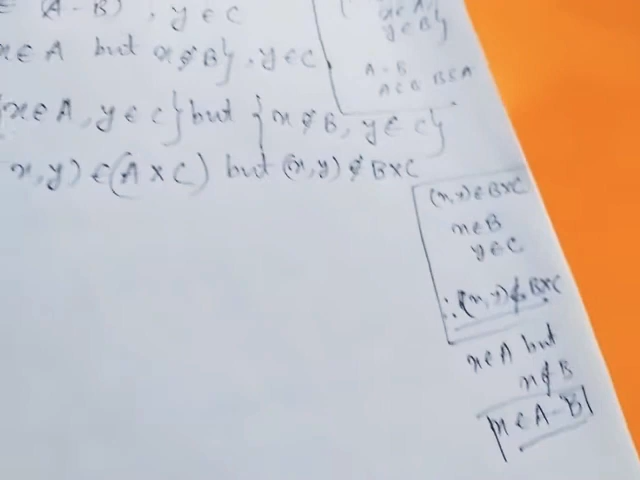 ∈ (A - B), y ∈ C
x ∈ A but x ∉ B}, y ∈ C
{x ∈ A, y ∈ C} but {x ∉ B, y ∈ C}
x, y) ∈ (A × C) but (x, y) ∉ B × C
x ∈ A,
y ∈ B}
A - B
B ⊆ A
(x, y) ∈ B × C
x ∈ B
y ∈ C
∴ (x, y) ∉ B × C
x ∈ A but
x ∉ B
x ∈ A - B